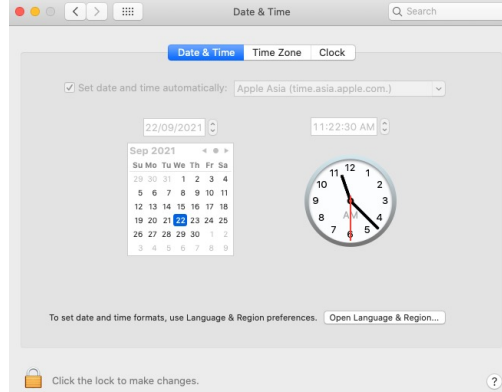 Date & Time
Search
Date & Time Time Zone Clock
Set date and time automatically: Apple Asia (time.asia.apple.com.)
22/09/2021 11:22:30 AM
Sep 2021
Su Mo Tu We Th Fr Sa
29 30 31 1 2 3 4
5 6 7 8 9 10 11
12 13 14 15 16 17 18
19 20 21 22 23 24 25
26 27 28 29 30 1 2
3 4 5 6 7 8 9
12 1 2 3 4 5 6 7 8 9 10 11
AM
To set date and time formats, use Language & Region preferences. Open Language & Region...
Click the lock to make changes. ?